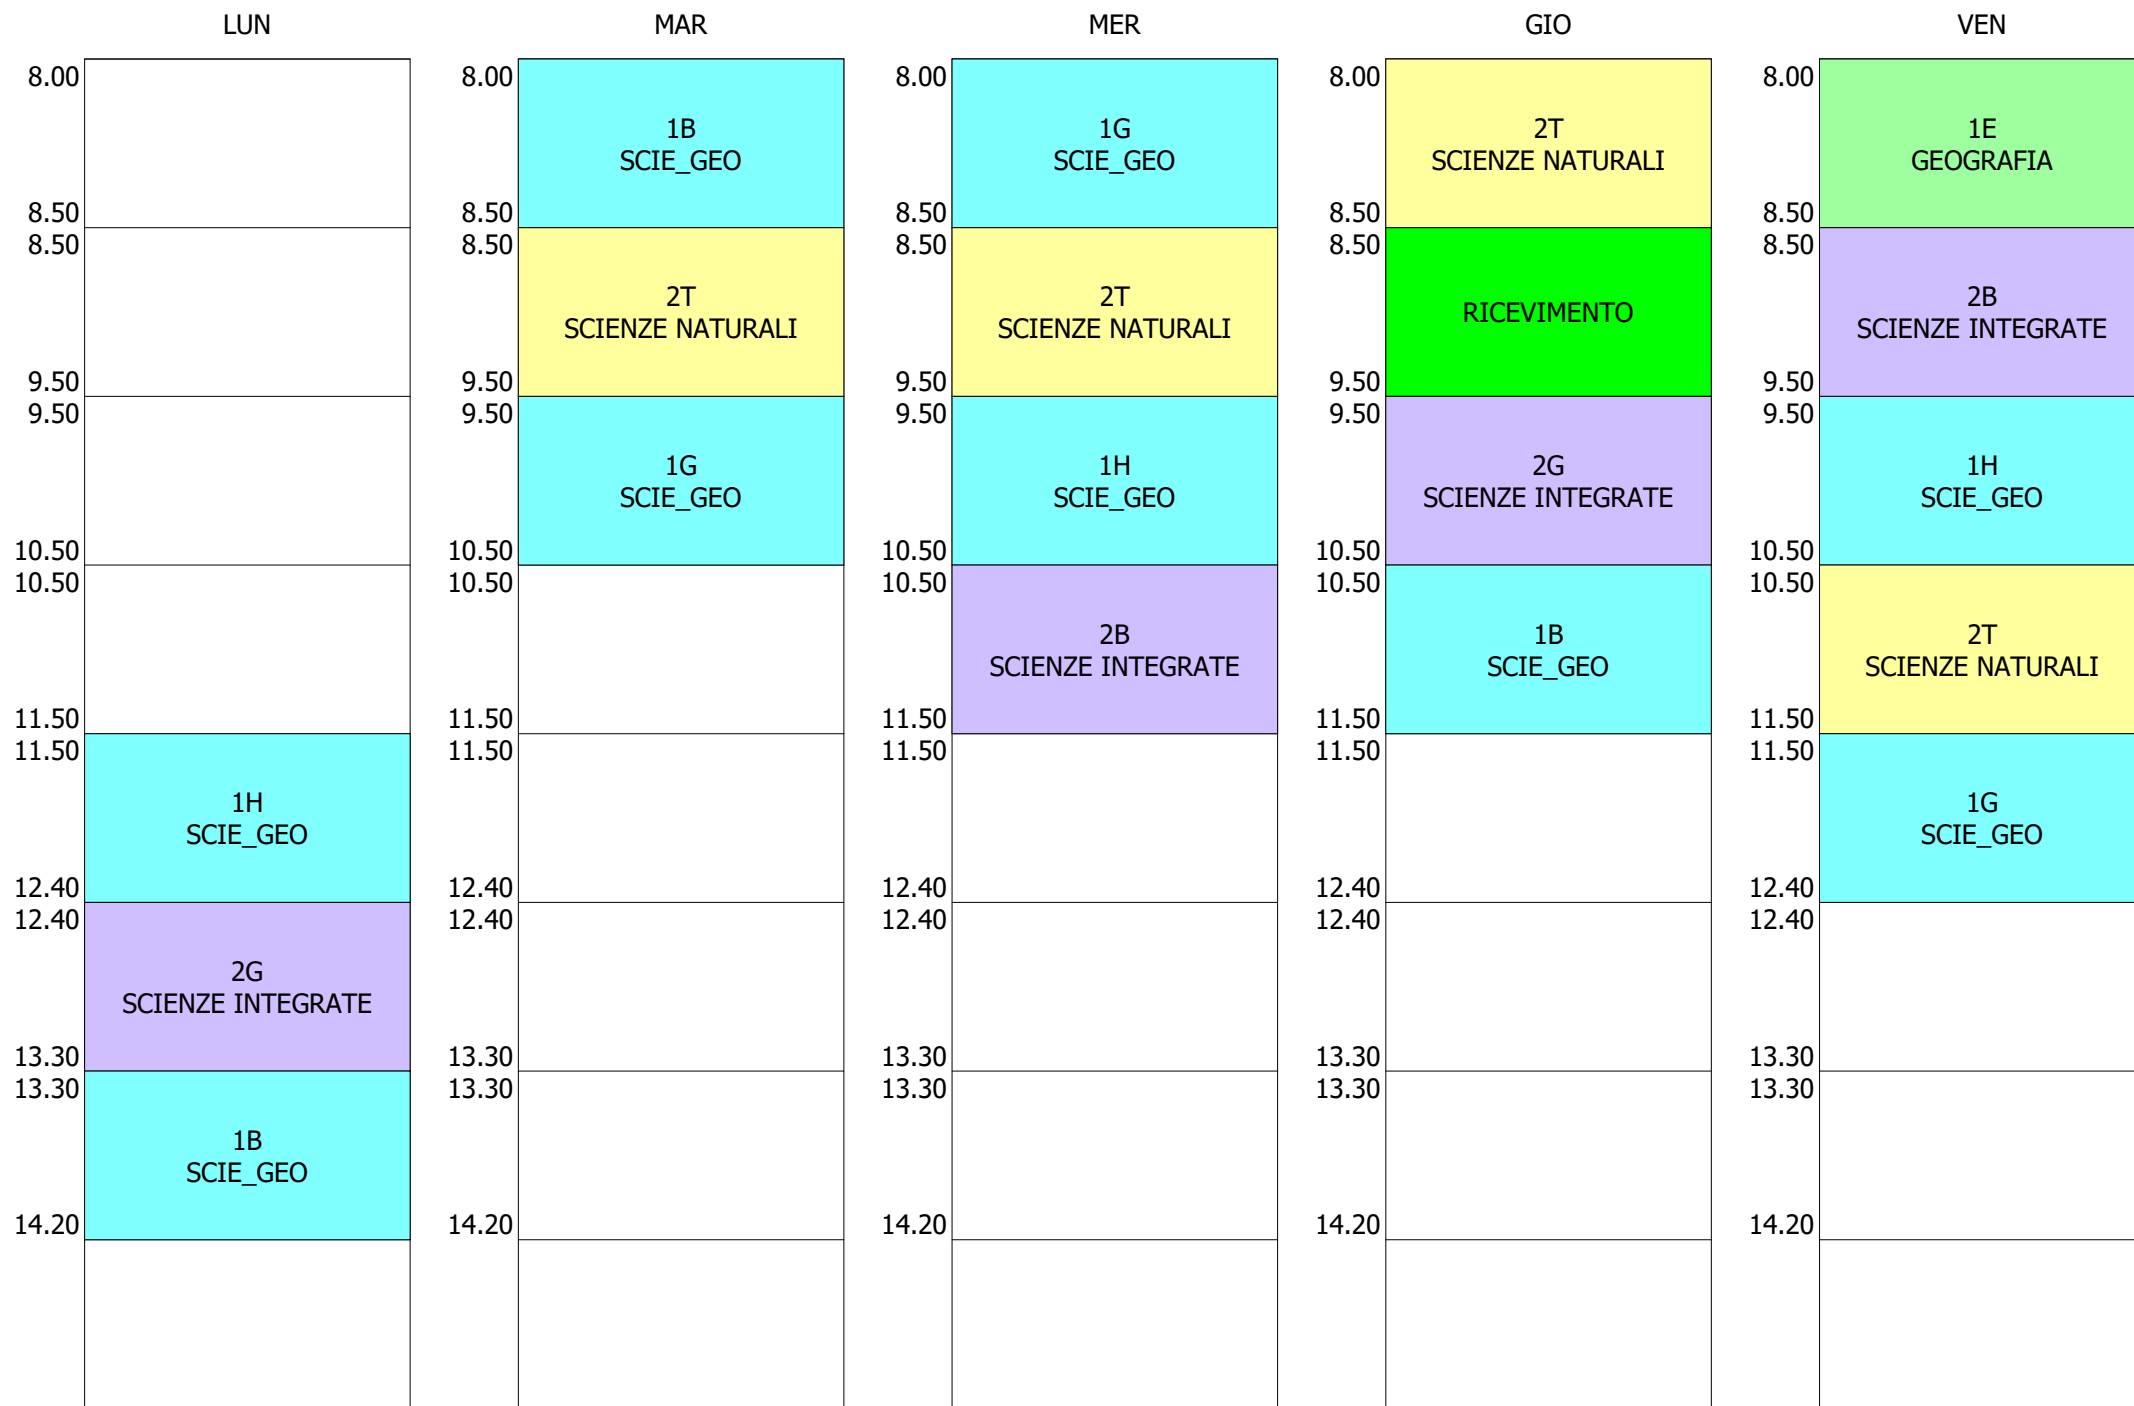 LUN
8.00
8.50
8.50
9.50
9.50
10.50
10.50
11.50
11.50
1H
SCIE_GEO
12.40
12.40
2G
SCIENZE INTEGRATE
13.30
13.30
1B
SCIE_GEO
14.20
MAR
8.00
1B
SCIE_GEO
8.50
8.50
2T
SCIENZE NATURALI
9.50
9.50
1G
SCIE_GEO
10.50
10.50
11.50
11.50
12.40
12.40
13.30
13.30
14.20
MER
8.00
1G
SCIE_GEO
8.50
8.50
2T
SCIENZE NATURALI
9.50
9.50
1H
SCIE_GEO
10.50
10.50
2B
SCIENZE INTEGRATE
11.50
11.50
12.40
12.40
13.30
13.30
14.20
GIO
8.00
2T
SCIENZE NATURALI
8.50
8.50
RICEVIMENTO
9.50
9.50
2G
SCIENZE INTEGRATE
10.50
10.50
1B
SCIE_GEO
11.50
11.50
12.40
12.40
13.30
13.30
14.20
VEN
8.00
1E
GEOGRAFIA
8.50
8.50
2B
SCIENZE INTEGRATE
9.50
9.50
1H
SCIE_GEO
10.50
10.50
2T
SCIENZE NATURALI
11.50
11.50
1G
SCIE_GEO
12.40
12.40
13.30
13.30
14.20